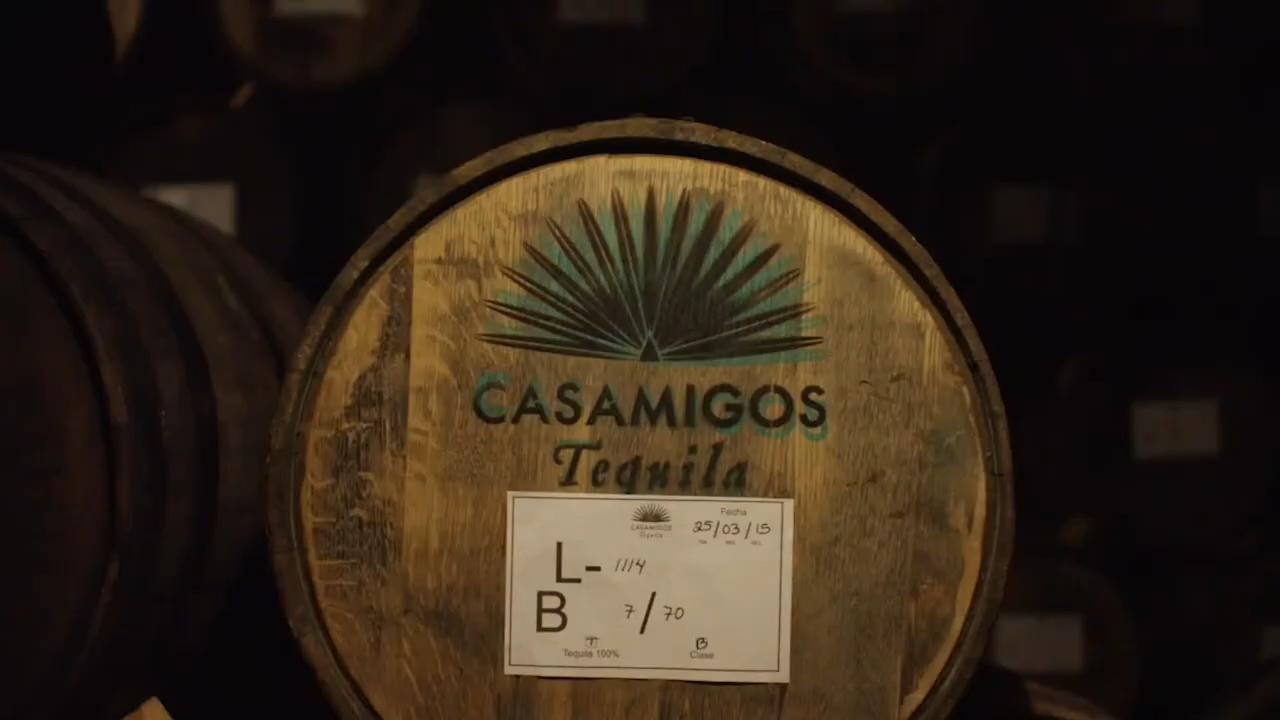 CASAMIGOS
Tequila
CASAMIGOS
Tequila
Fecha
25/03/15
L- 1114
B 7/70
T B
Tequila 100% Clase